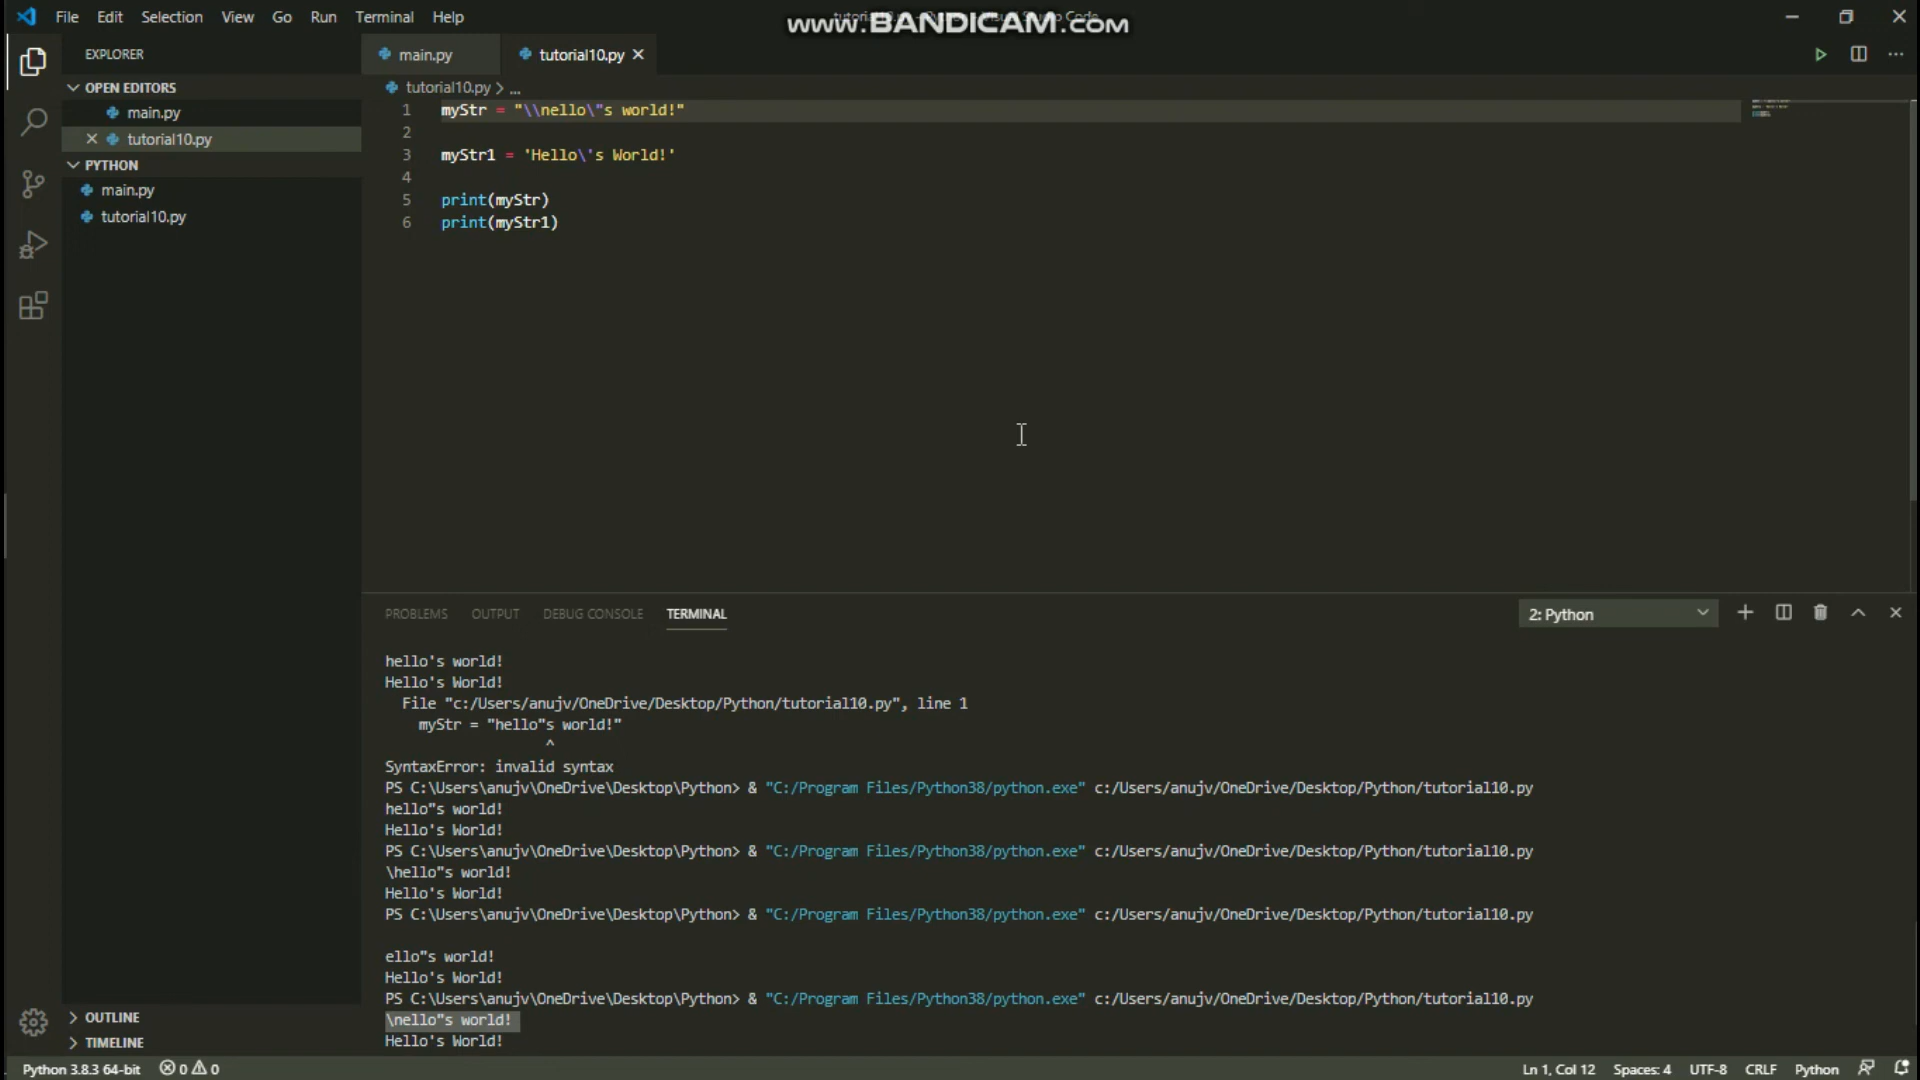 File Edit Selection View Go Run Terminal Help
www.BANDICAM.com
EXPLORER
main.py
tutorial10.py
OPEN EDITORS
main.py
tutorial10.py
PYTHON
main.py
tutorial10.py
OUTLINE
TIMELINE
tutorial10.py > ...
1 myStr = "\\nello\"s world!"
2
3 myStr1 = 'Hello\'s World!'
4
5 print(myStr)
6 print(myStr1)
PROBLEMS OUTPUT DEBUG CONSOLE TERMINAL
2: Python
hello's world!
Hello's World!
File "c:/Users/anujv/OneDrive/Desktop/Python/tutorial10.py", line 1
myStr = "hello"s world!"
^
SyntaxError: invalid syntax
PS C:\Users\anujv\OneDrive\Desktop\Python> & "C:/Program Files/Python38/python.exe" c:/Users/anujv/OneDrive/Desktop/Python/tutorial10.py
hello"s world!
Hello's World!
PS C:\Users\anujv\OneDrive\Desktop\Python> & "C:/Program Files/Python38/python.exe" c:/Users/anujv/OneDrive/Desktop/Python/tutorial10.py
\hello"s world!
Hello's World!
PS C:\Users\anujv\OneDrive\Desktop\Python> & "C:/Program Files/Python38/python.exe" c:/Users/anujv/OneDrive/Desktop/Python/tutorial10.py
ello"s world!
Hello's World!
PS C:\Users\anujv\OneDrive\Desktop\Python> & "C:/Program Files/Python38/python.exe" c:/Users/anujv/OneDrive/Desktop/Python/tutorial10.py
\nello"s world!
Hello's World!
Python 3.8.3 64-bit 0 0
Ln 1, Col 12 Spaces: 4 UTF-8 CRLF Python